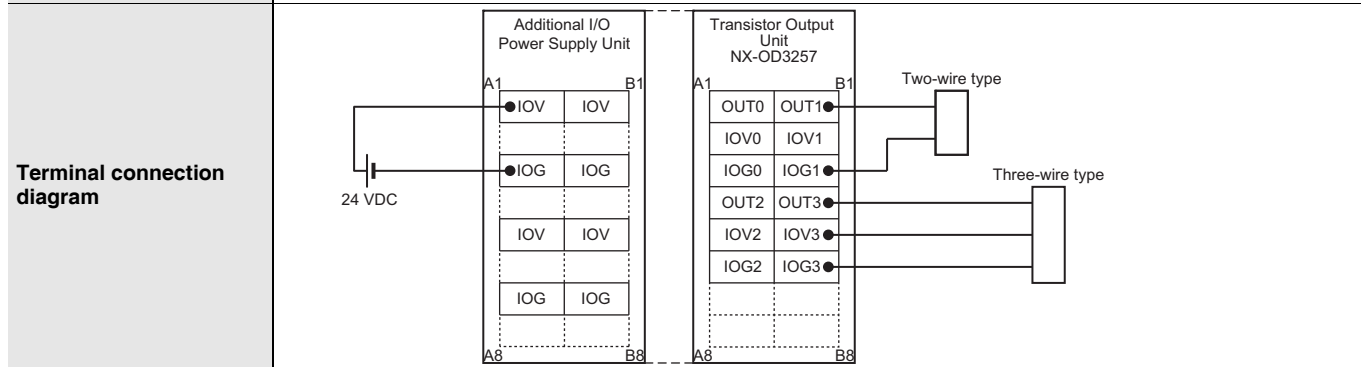 Terminal connection
diagram
24 VDC
Additional I/O
Power Supply Unit
A1 B1
IOV IOV
IOG IOG
IOV IOV
IOG IOG
A8 B8
Transistor Output
Unit
NX-OD3257
A1 B1
OUT0 OUT1
IOV0 IOV1
IOG0 IOG1
OUT2 OUT3
IOV2 IOV3
IOG2 IOG3
A8 B8
Two-wire type
Three-wire type